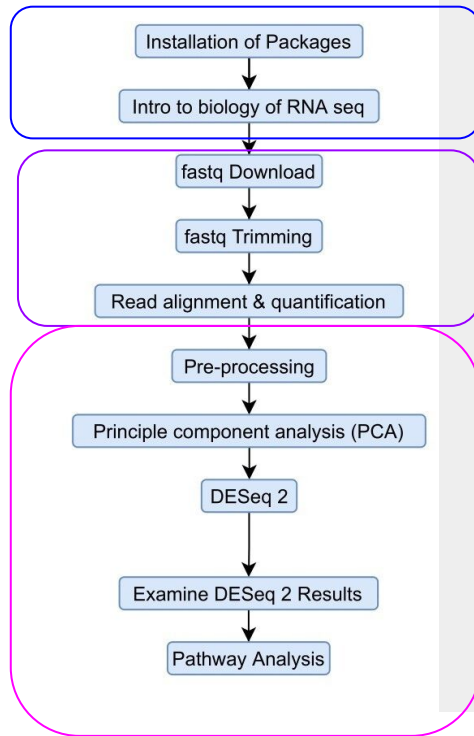 Installation of Packages
Intro to biology of RNA seq
fastq Download
fastq Trimming
Read alignment & quantification
Pre-processing
Principle component analysis (PCA)
DESeq 2
Examine DESeq 2 Results
Pathway Analysis